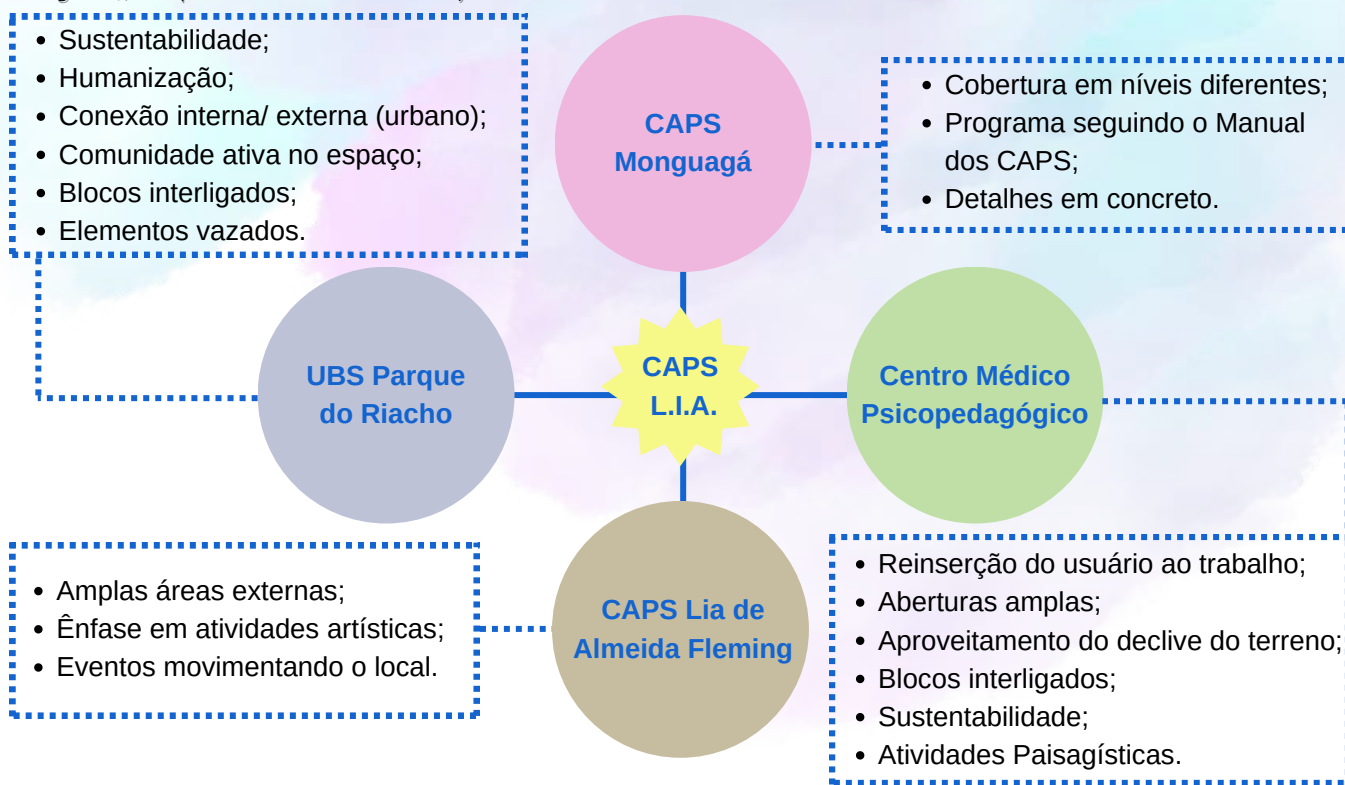 • Sustentabilidade;
• Humanização;
• Conexão interna/ externa (urbano);
• Comunidade ativa no espaço;
• Blocos interligados;
• Elementos vazados.
CAPS
Monguagá
• Cobertura em níveis diferentes;
• Programa seguindo o Manual
dos CAPS;
• Detalhes em concreto.
UBS Parque
do Riacho
CAPS
L.I.A.
Centro Médico
Psicopedagógico
• Amplas áreas externas;
• Ênfase em atividades artísticas;
• Eventos movimentando o local.
CAPS Lia de
Almeida Fleming
• Reinserção do usuário ao trabalho;
• Aberturas amplas;
• Aproveitamento do declive do terreno;
• Blocos interligados;
• Sustentabilidade;
• Atividades Paisagísticas.